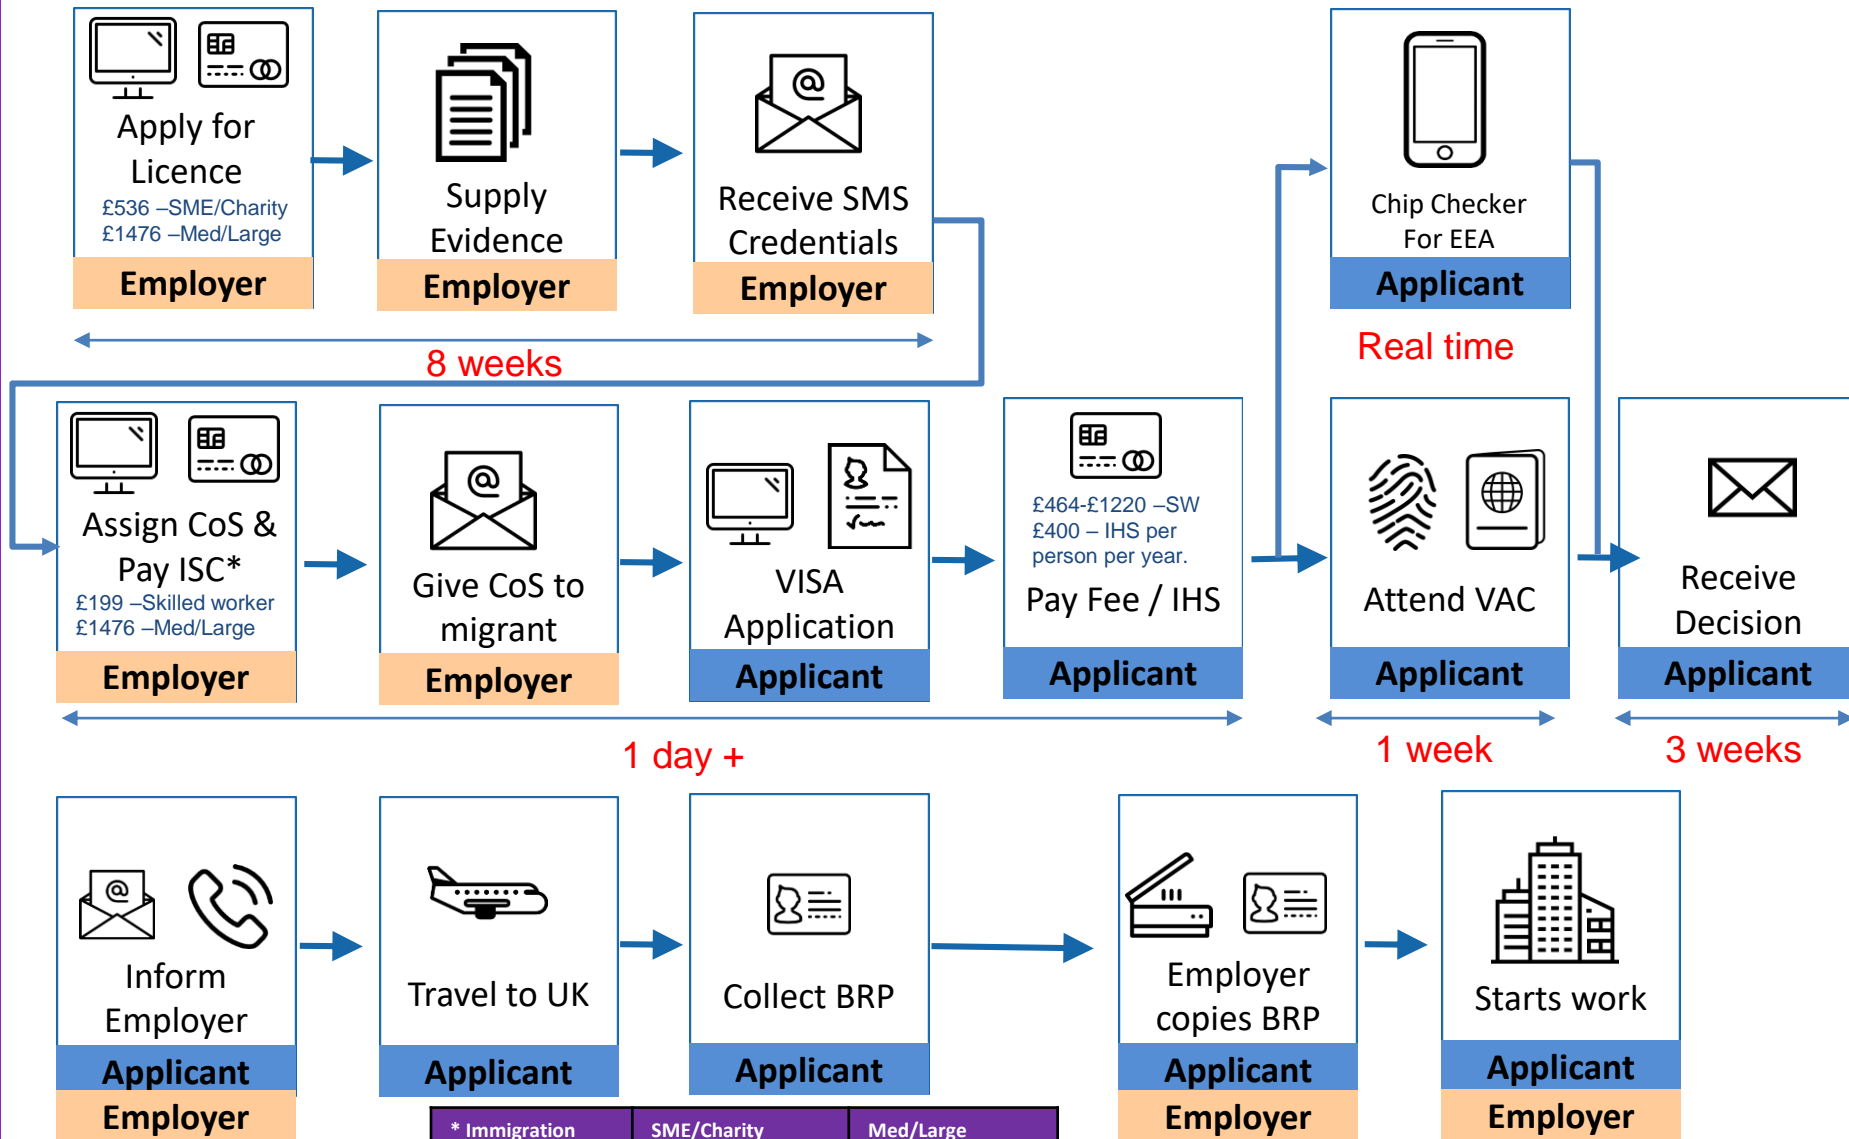 Apply for
Licence
£536 –SME/Charity
£1476 –Med/Large
Employer
Supply
Evidence
Employer
@
Receive SMS
Credentials
Employer
Chip Checker
For EEA
Applicant
8 weeks
Real time
Assign CoS &
Pay ISC*
£199 –Skilled worker
£1476 –Med/Large
Employer
@
Give CoS to
migrant
Employer
VISA
Application
Applicant
£464-£1220 –SW
£400 – IHS per
person per year.
Pay Fee / IHS
Applicant
Attend VAC
Applicant
Receive
Decision
Applicant
1 day +
1 week
3 weeks
@
Inform
Employer
Applicant
Employer
Travel to UK
Applicant
Collect BRP
Applicant
Employer
copies BRP
Applicant
Employer
Starts work
Applicant
Employer
* Immigration
SME/Charity
Med/Large